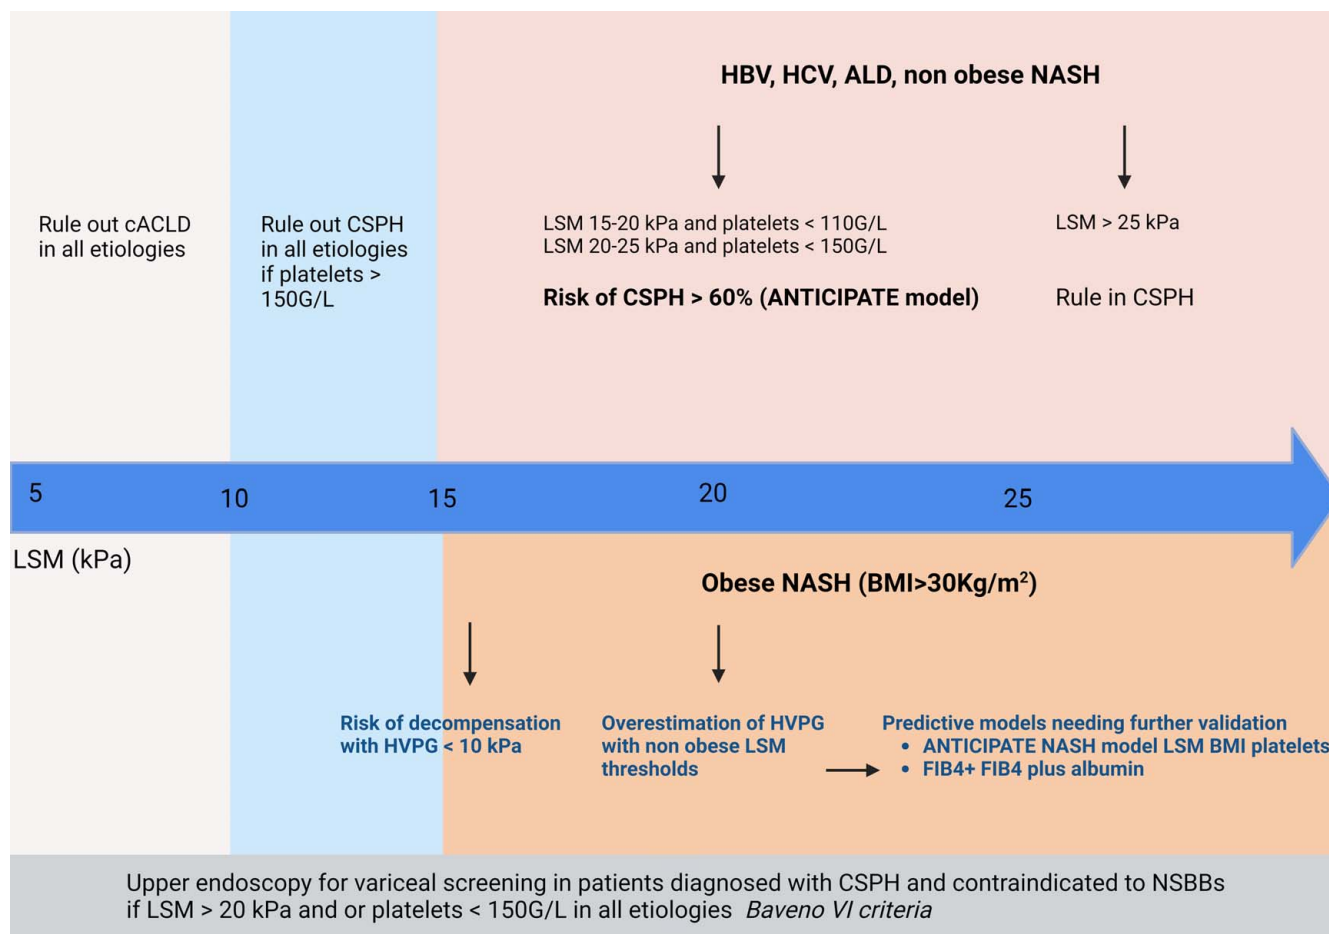 HBV, HCV, ALD, non obese NASH
Rule out cACLD
in all etiologies
Rule out CSPH
in all etiologies
if platelets >
150G/L
LSM 15-20 kPa and platelets < 110G/L
LSM 20-25 kPa and platelets < 150G/L
Risk of CSPH > 60% (ANTICIPATE model)
LSM > 25 kPa
Rule in CSPH
5
10
15
20
25
LSM (kPa)
Obese NASH (BMI>30Kg/m²)
Risk of decompensation
with HVPG < 10 kPa
Overestimation of HVPG
with non obese LSM
thresholds
Predictive models needing further validation
• ANTICIPATE NASH model LSM BMI platelets
• FIB4+ FIB4 plus albumin
Upper endoscopy for variceal screening in patients diagnosed with CSPH and contraindicated to NSBBs
if LSM > 20 kPa and or platelets < 150G/L in all etiologies Baveno VI criteria